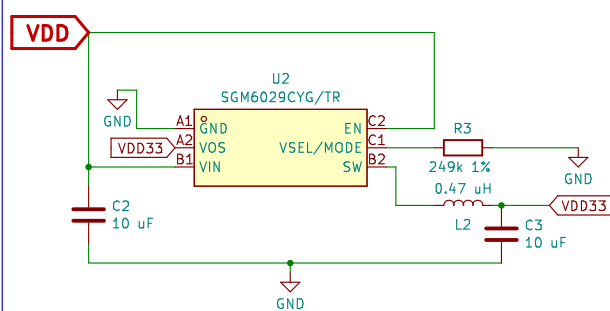 VDD
U2
SGM6029CYG/TR
GND
A1
GND
A2
VDD33
VOS
B1
VIN
C2
EN
C1
VSEL/MODE
B2
SW
R3
249k 1%
GND
0.47 uH
L2
VDD33
C2
10 uF
C3
10 uF
GND